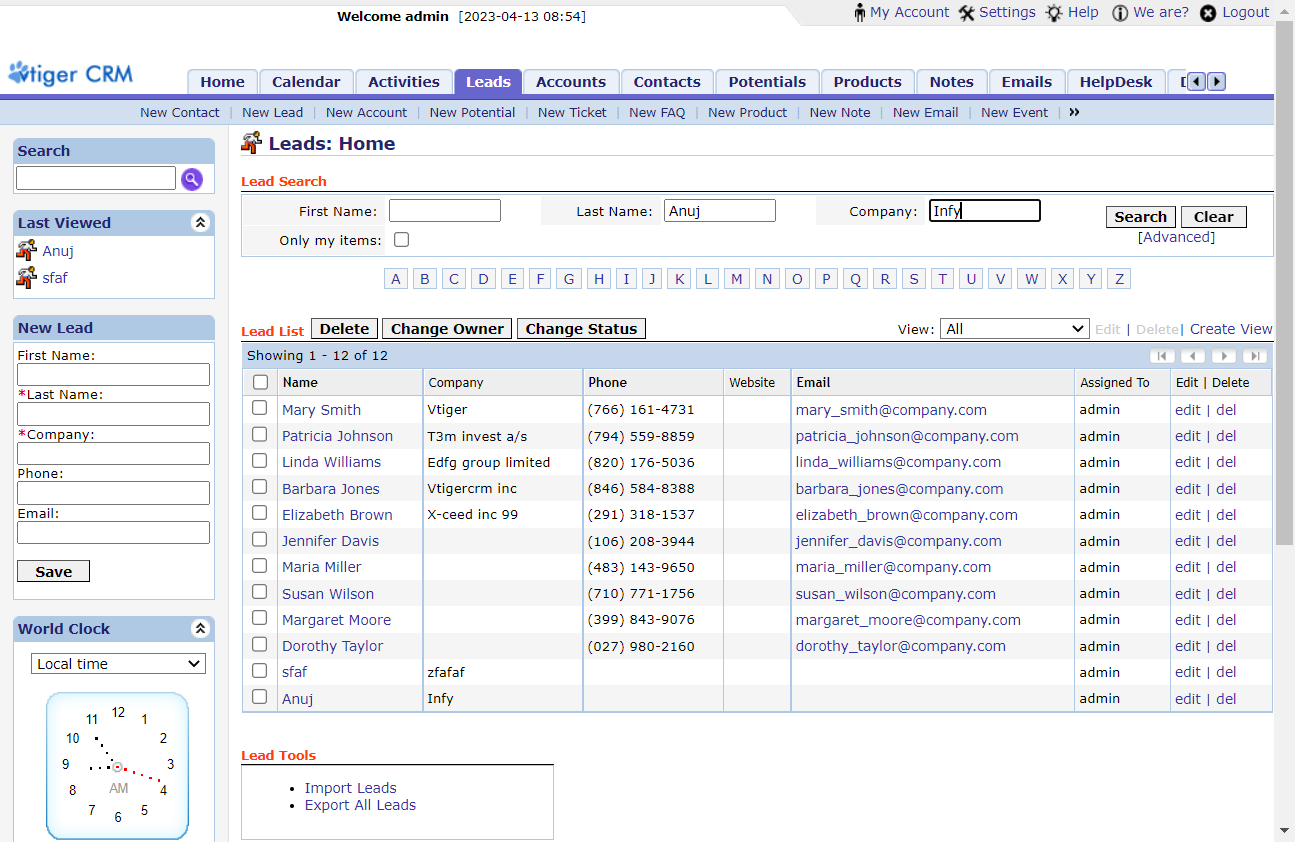 Welcome admin [2023-04-13 08:54]
My Account Settings Help We are? Logout
vtiger CRM
Home Calendar Activities Leads Accounts Contacts Potentials Products Notes Emails HelpDesk
New Contact | New Lead | New Account | New Potential | New Ticket | New FAQ | New Product | New Note | New Email | New Event | »
Search
Last Viewed
Anuj
sfaf
New Lead
First Name:
*Last Name:
*Company:
Phone:
Email:
Save
World Clock
Local time
12
11 1
10 2
9 3
AM
8 4
7 5
6
Leads: Home
Lead Search
First Name: Last Name: Anuj Company: Infy Search Clear
Only my items: [Advanced]
A B C D E F G H I J K L M N O P Q R S T U V W X Y Z
Lead List Delete Change Owner Change Status View: All Edit | Delete| Create View
Showing 1 - 12 of 12
Name Company Phone Website Email Assigned To Edit | Delete
Mary Smith Vtiger (766) 161-4731 mary_smith@company.com admin edit | del
Patricia Johnson T3m invest a/s (794) 559-8859 patricia_johnson@company.com admin edit | del
Linda Williams Edfg group limited (820) 176-5036 linda_williams@company.com admin edit | del
Barbara Jones Vtigercrm inc (846) 584-8388 barbara_jones@company.com admin edit | del
Elizabeth Brown X-ceed inc 99 (291) 318-1537 elizabeth_brown@company.com admin edit | del
Jennifer Davis (106) 208-3944 jennifer_davis@company.com admin edit | del
Maria Miller (483) 143-9650 maria_miller@company.com admin edit | del
Susan Wilson (710) 771-1756 susan_wilson@company.com admin edit | del
Margaret Moore (399) 843-9076 margaret_moore@company.com admin edit | del
Dorothy Taylor (027) 980-2160 dorothy_taylor@company.com admin edit | del
sfaf zfafaf admin edit | del
Anuj Infy admin edit | del
Lead Tools
• Import Leads
• Export All Leads